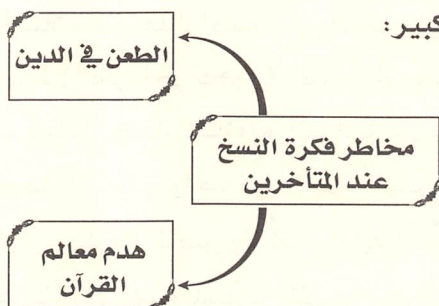 كبير:
الطعن في الدين
مخاطر فكرة النسخ
عند المتأخرين
هدم معالم
القرآن